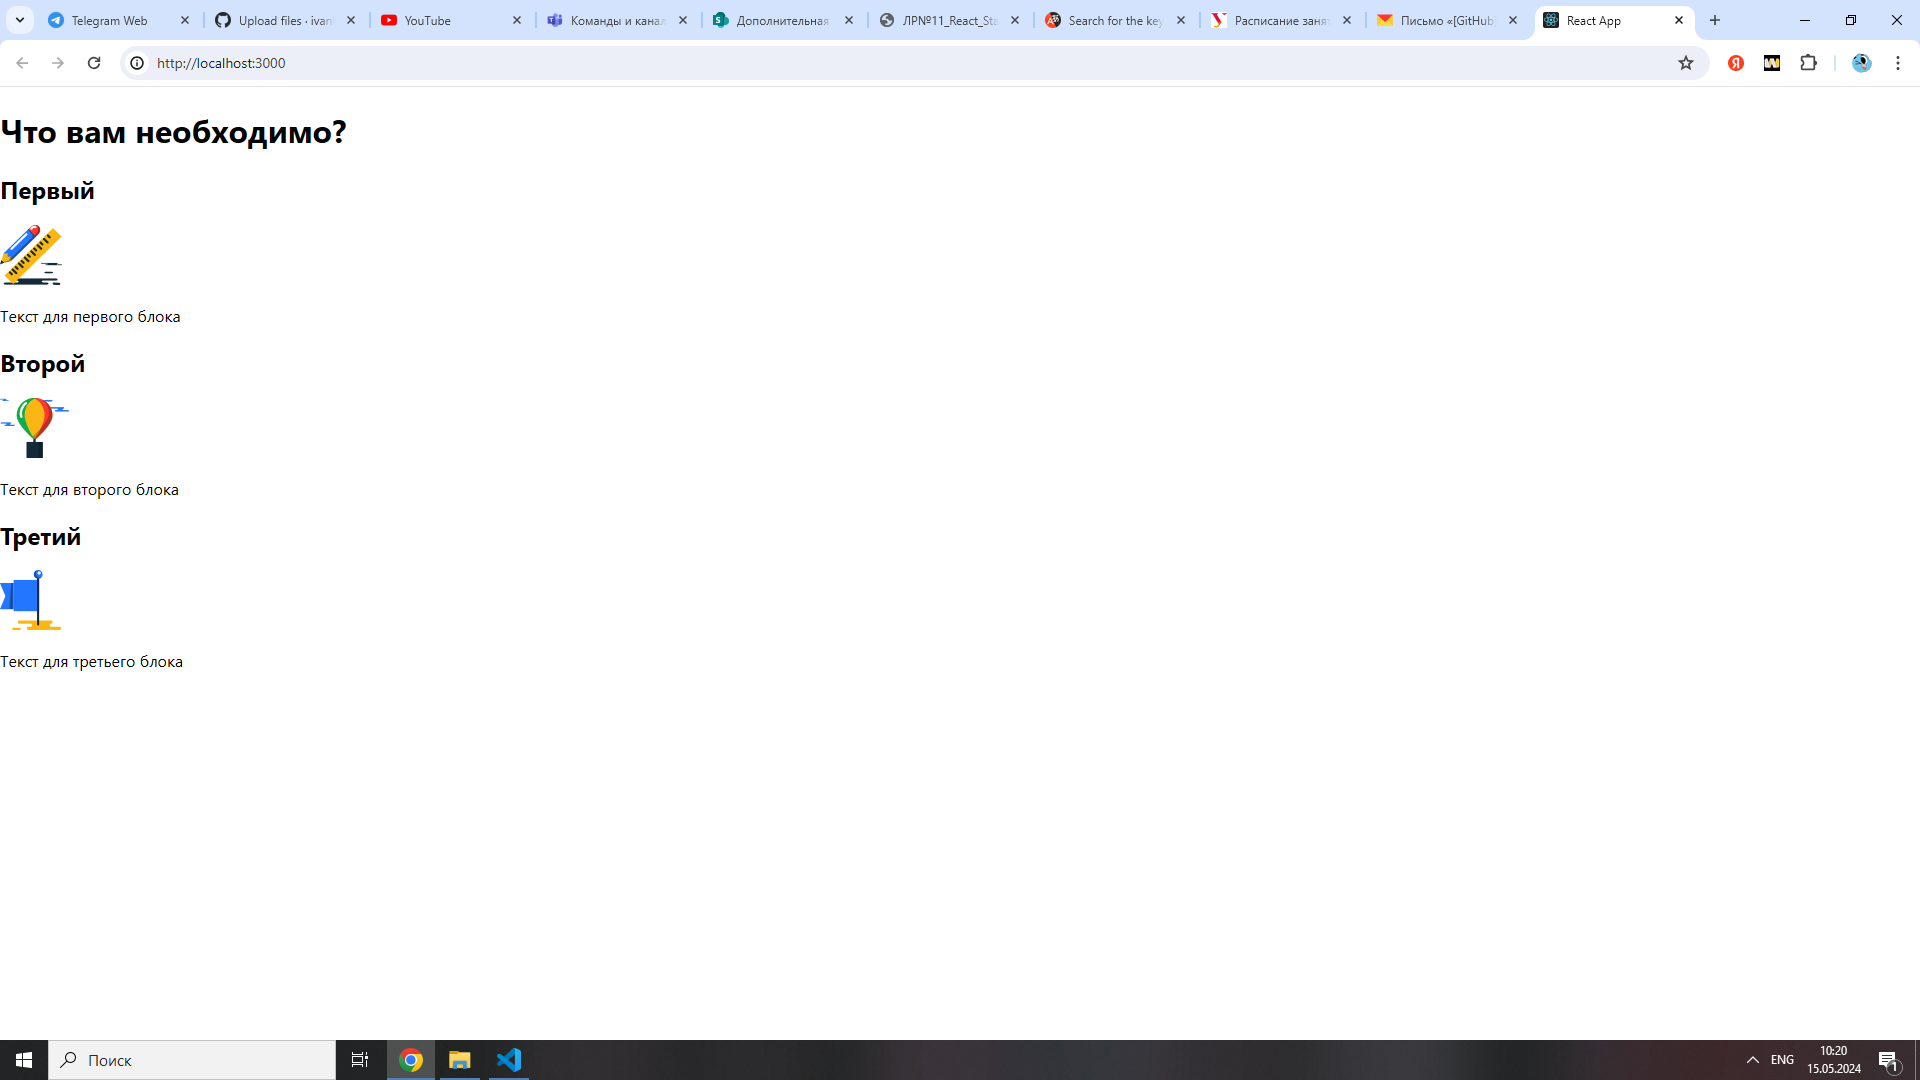 Telegram Web
Upload files · ivan
YouTube
Команды и канал
Дополнительная
ЛР№11_React_Sta
Search for the key
Расписание занят
Письмо «[GitHub
React App
http://localhost:3000
Что вам необходимо?
Первый
Текст для первого блока
Второй
Текст для второго блока
Третий
Текст для третьего блока
Поиск
ENG
10:20
15.05.2024
1